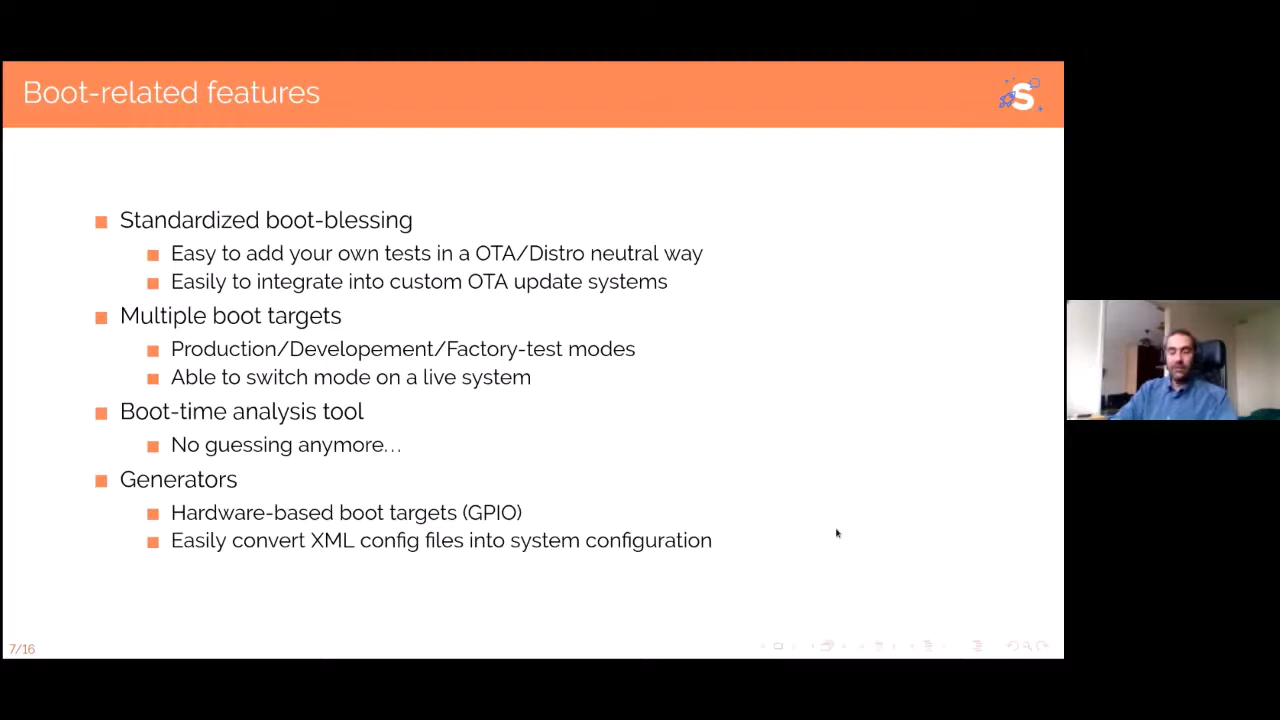 Boot-related features
S
Standardized boot-blessing
Easy to add your own tests in a OTA/Distro neutral way
Easily to integrate into custom OTA update systems
Multiple boot targets
Production/Developement/Factory-test modes
Able to switch mode on a live system
Boot-time analysis tool
No guessing anymore...
Generators
Hardware-based boot targets (GPIO)
Easily convert XML config files into system configuration
7/16